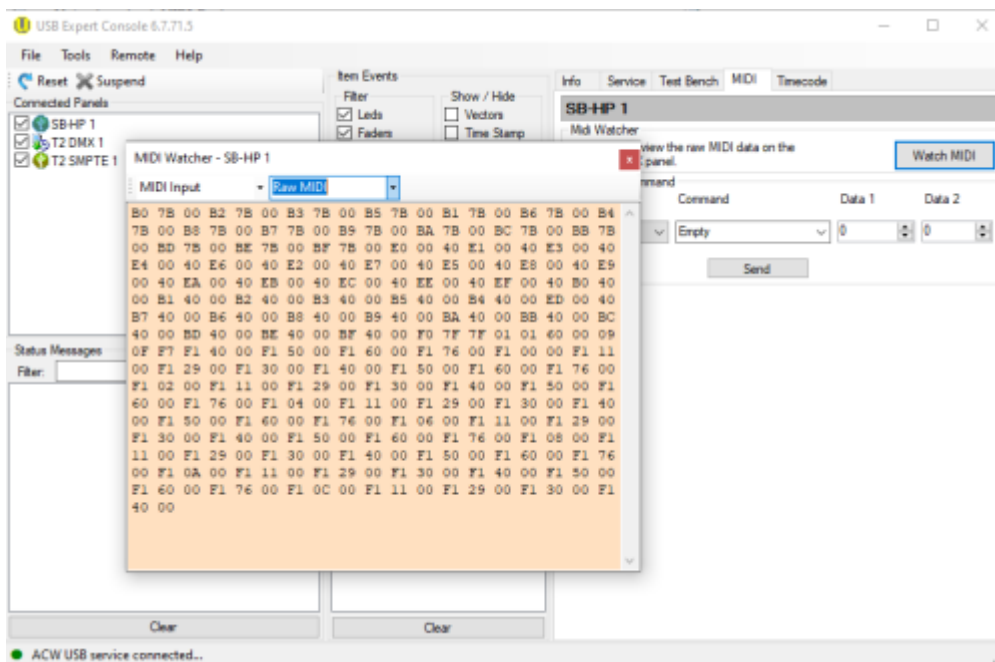 USB Expert Console 6.7.71.5
File Tools Remote Help
Reset Suspend
Connected Panels
SB-HP 1
T2 DMX 1
T2 SMPTE 1
Item Events
Filter
Leds
Faders
Show / Hide
Vectors
Time Stamp
Info Service Test Bench MIDI Timecode
SB-HP 1
Midi Watcher
view the raw MIDI data on the
panel.
Watch MIDI
Command Data 1 Data 2
Empty 0 0
Send
MIDI Watcher - SB-HP 1
MIDI Input Raw MIDI
B0 7B 00 B2 7B 00 B3 7B 00 B5 7B 00 B1 7B 00 B6 7B 00 B4
7B 00 B8 7B 00 B7 7B 00 B9 7B 00 BA 7B 00 BC 7B 00 BB 7B
00 BD 7B 00 BE 7B 00 BF 7B 00 E0 00 40 E1 00 40 E3 00 40
E4 00 40 E6 00 40 E2 00 40 E7 00 40 E5 00 40 E8 00 40 E9
00 40 EA 00 40 EB 00 40 EC 00 40 EE 00 40 EF 00 40 B0 40
00 B1 40 00 B2 40 00 B3 40 00 B5 40 00 B4 40 00 ED 00 40
B7 40 00 B6 40 00 B8 40 00 B9 40 00 BA 40 00 BB 40 00 BC
40 00 BD 40 00 BE 40 00 BF 40 00 F0 7F 7F 01 01 60 00 09
0F F7 F1 40 00 F1 50 00 F1 60 00 F1 76 00 F1 00 00 F1 11
00 F1 29 00 F1 30 00 F1 40 00 F1 50 00 F1 60 00 F1 76 00
F1 02 00 F1 11 00 F1 29 00 F1 30 00 F1 40 00 F1 50 00 F1
60 00 F1 76 00 F1 04 00 F1 11 00 F1 29 00 F1 30 00 F1 40
00 F1 50 00 F1 60 00 F1 76 00 F1 06 00 F1 11 00 F1 29 00
F1 30 00 F1 40 00 F1 50 00 F1 60 00 F1 76 00 F1 08 00 F1
11 00 F1 29 00 F1 30 00 F1 40 00 F1 50 00 F1 60 00 F1 76
00 F1 0A 00 F1 11 00 F1 29 00 F1 30 00 F1 40 00 F1 50 00
F1 60 00 F1 76 00 F1 0C 00 F1 11 00 F1 29 00 F1 30 00 F1
40 00
Status Messages
Filter:
Clear
Clear
ACW USB service connected...